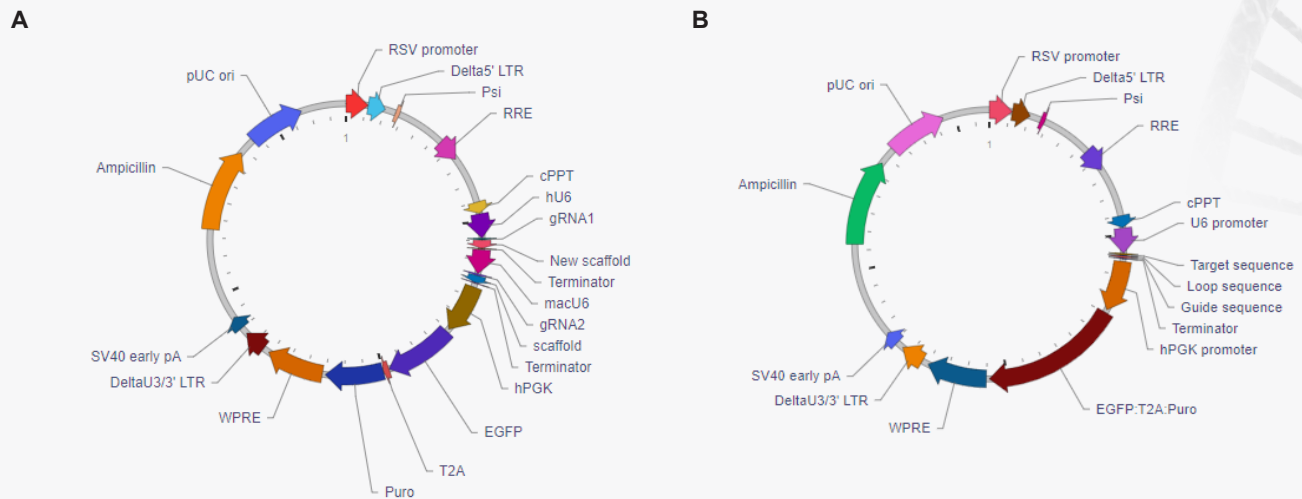 A
RSV promoter
Delta5' LTR
Psi
RRE
cPPT
hU6
gRNA1
New scaffold
Terminator
macU6
gRNA2
scaffold
Terminator
hPGK
EGFP
T2A
Puro
WPRE
DeltaU3/3' LTR
SV40 early pA
Ampicillin
pUC ori
1
B
RSV promoter
Delta5' LTR
Psi
RRE
cPPT
U6 promoter
Target sequence
Loop sequence
Guide sequence
Terminator
hPGK promoter
EGFP:T2A:Puro
WPRE
DeltaU3/3' LTR
SV40 early pA
Ampicillin
pUC ori
1